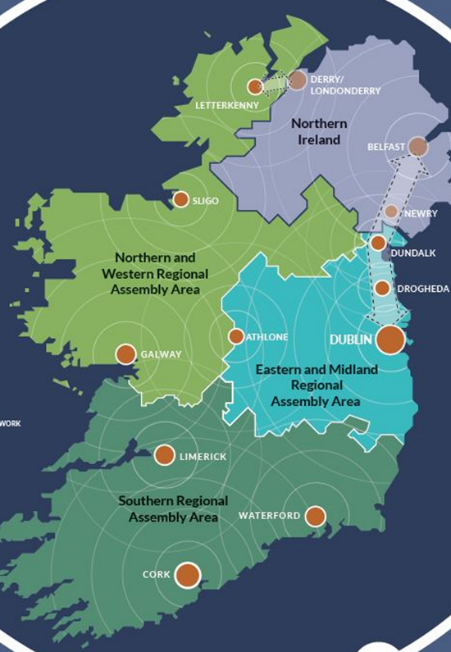 DERRY/
LONDONDERRY
LETTERKENNY
Northern
Ireland
BELFAST
SLIGO
NEWRY
DUNDALK
Northern and
Western Regional
Assembly Area
DROGHEDA
ATHLONE
DUBLIN
GALWAY
Eastern and Midland
Regional
Assembly Area
WORK
LIMERICK
Southern Regional
Assembly Area
WATERFORD
CORK